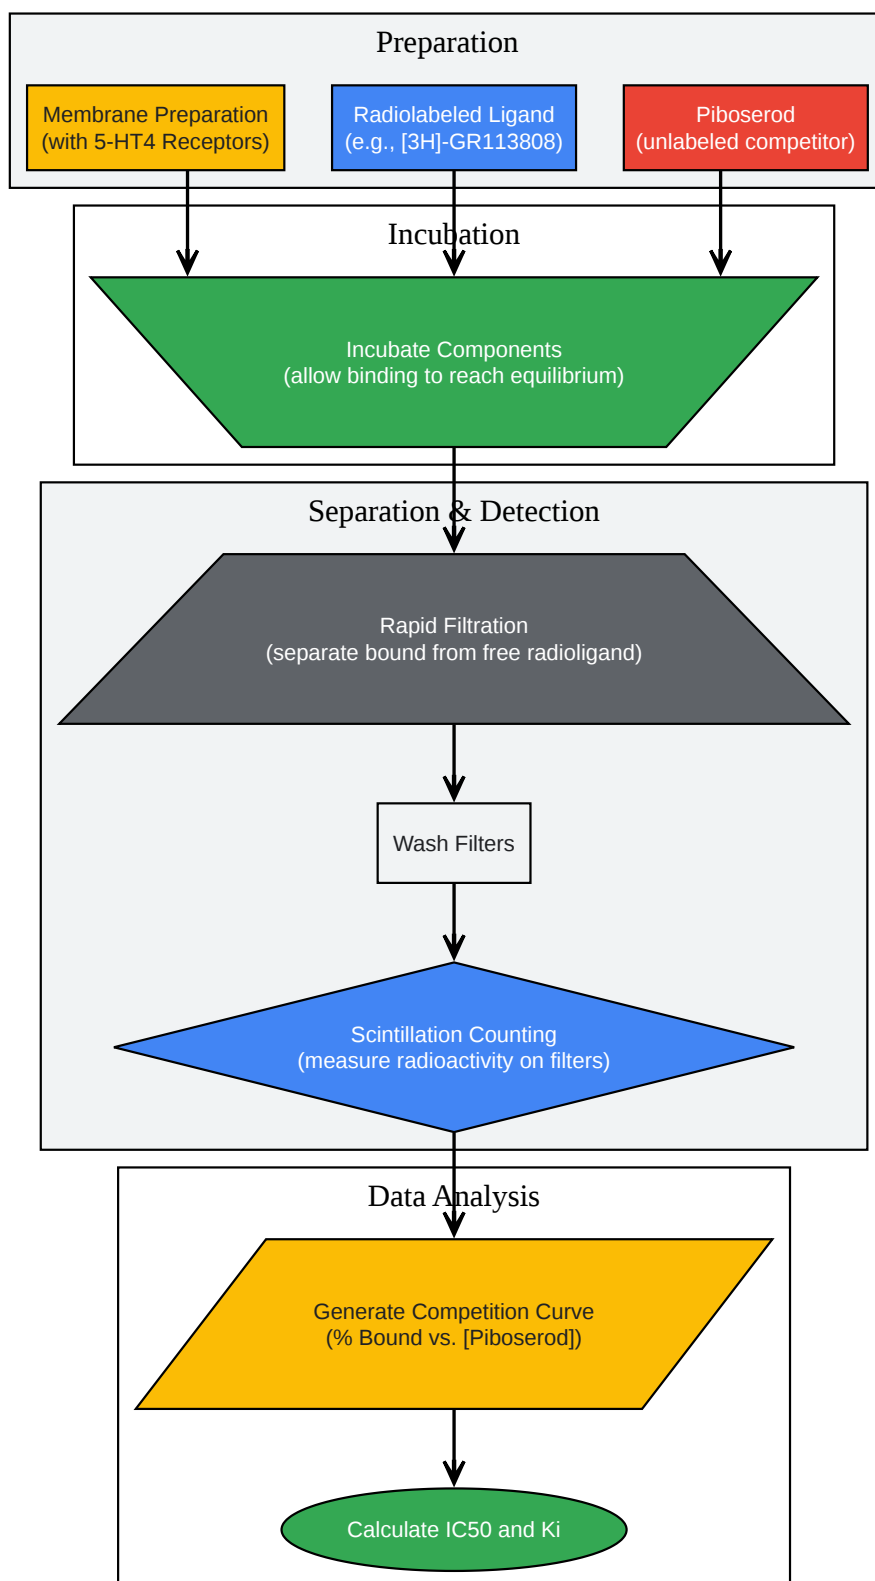 Preparation
Membrane Preparation
(with 5-HT4 Receptors)
Radiolabeled Ligand
(e.g., [3H]-GR113808)
Piboserod
(unlabeled competitor)
Incubation
Incubate Components
(allow binding to reach equilibrium)
Separation & Detection
Rapid Filtration
(separate bound from free radioligand)
Wash Filters
Scintillation Counting
(measure radioactivity on filters)
Data Analysis
Generate Competition Curve
(% Bound vs. [Piboserod])
Calculate IC50 and Ki